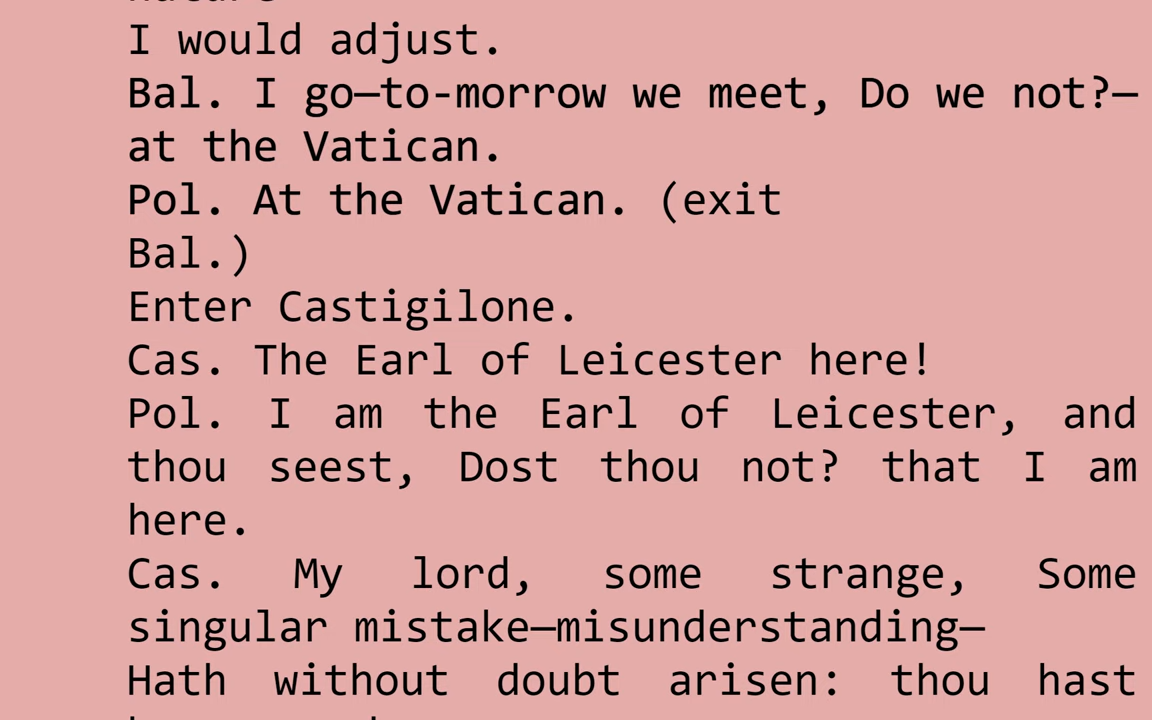 I would adjust.
Bal. I go—to-morrow we meet, Do we not?—
at the Vatican.
Pol. At the Vatican. (exit
Bal.)
Enter Castigilone.
Cas. The Earl of Leicester here!
Pol. I am the Earl of Leicester, and
thou seest, Dost thou not? that I am
here.
Cas. My lord, some strange, Some
singular mistake—misunderstanding—
Hath without doubt arisen: thou hast